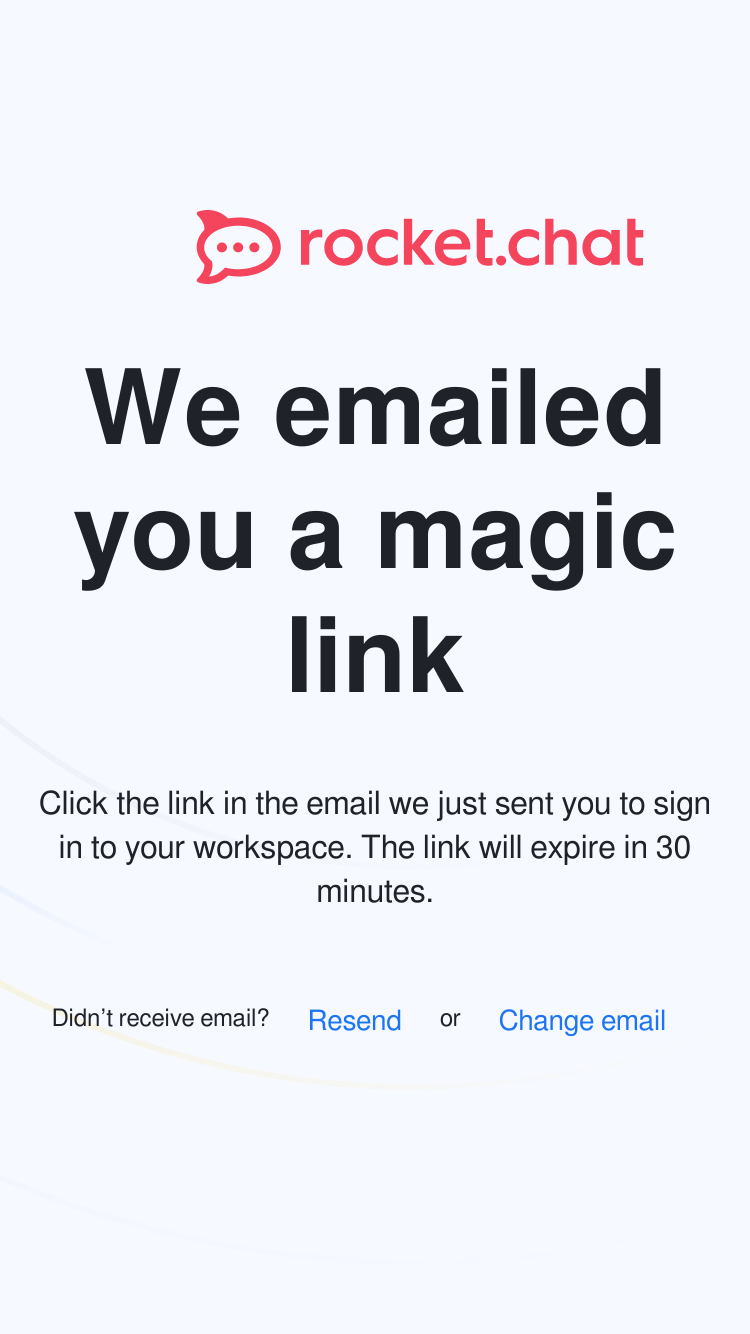 rocket.chat
We emailed
you a magic
link
Click the link in the email we just sent you to sign
in to your workspace. The link will expire in 30
minutes.
Didn’t receive email? Resend or Change email